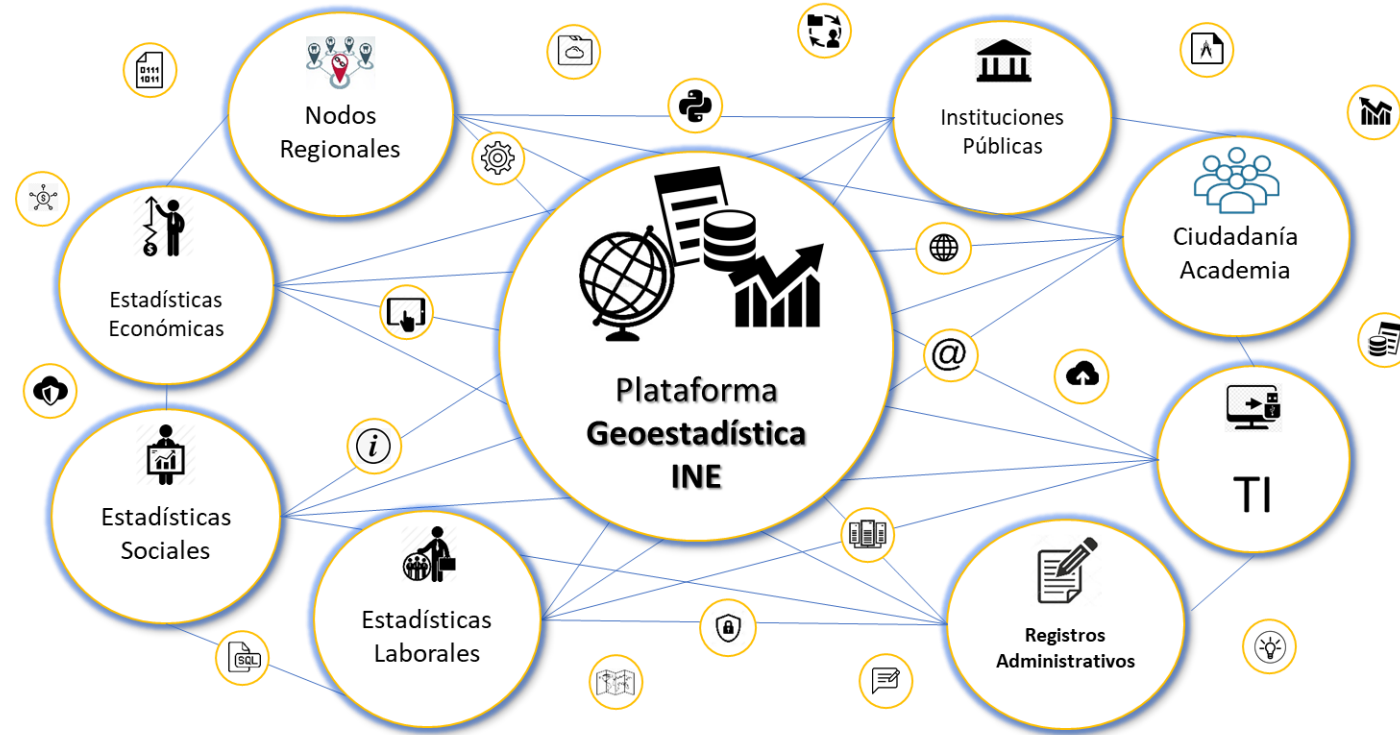 0111
1011
Nodos
Regionales
Instituciones
Públicas
Ciudadanía
Academia
$
$
Estadísticas
Económicas
@
Plataforma
Geoestadística
INE
i
TI
Estadísticas
Sociales
Estadísticas
Laborales
Registros
Administrativos
SQL